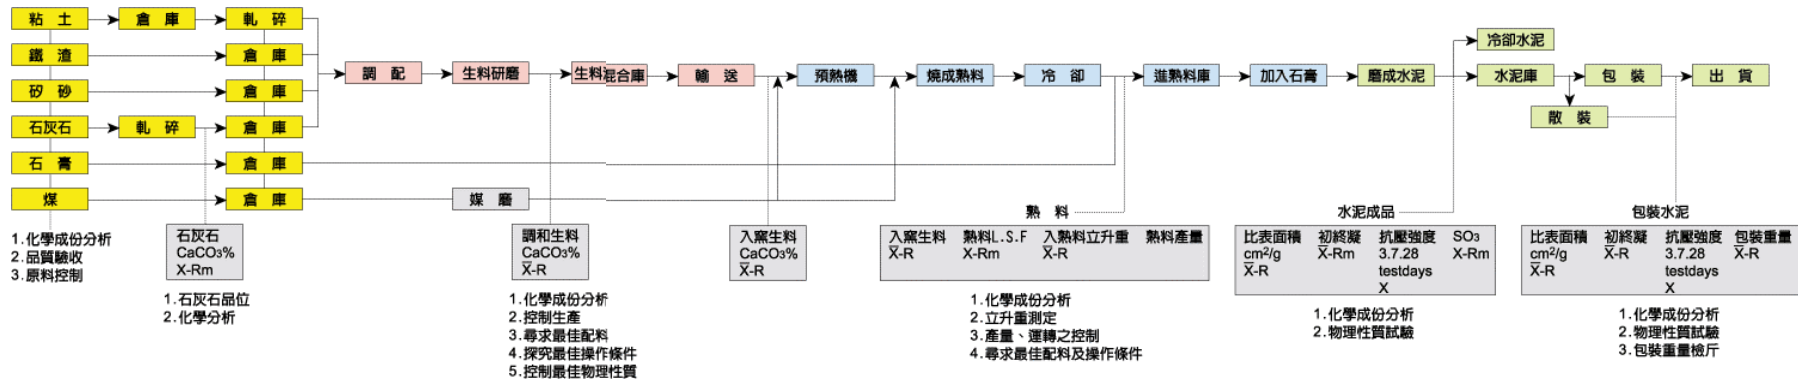 粘土
倉庫
軋碎
鐵渣
倉庫
矽砂
倉庫
石灰石
軋碎
倉庫
石膏
倉庫
煤
倉庫
調配
生料研磨
生料混合庫
輸送
預熱機
燒成熟料
冷卻
進熟料庫
加入石膏
磨成水泥
冷卻水泥
水泥庫
包裝
出貨
散裝
媒磨
1.化學成份分析
2.品質驗收
3.原料控制
石灰石
CaCO3%
X-Rm
1.石灰石品位
2.化學分析
調和生料
CaCO3%
X̅-R
1.化學成份分析
2.控制生產
3.尋求最佳配料
4.探究最佳操作條件
5.控制最佳物理性質
入窯生料
CaCO3%
X̅-R
熟料
入窯生料 熟料L.S.F 入熟料立升重 熟料產量
X̅-R X-Rm X̅-R
1.化學成份分析
2.立升重測定
3.產量、運轉之控制
4.尋求最佳配料及操作條件
水泥成品
比表面積 初終凝 抗壓強度 SO3
cm2/g X̅-Rm 3.7.28 X-Rm
X̅-R testdays
X
1.化學成份分析
2.物理性質試驗
包裝水泥
比表面積 初終凝 抗壓強度 包裝重量
cm2/g X̅-R 3.7.28 X̅-R
X̅-R testdays
X
1.化學成份分析
2.物理性質試驗
3.包裝重量檢斤